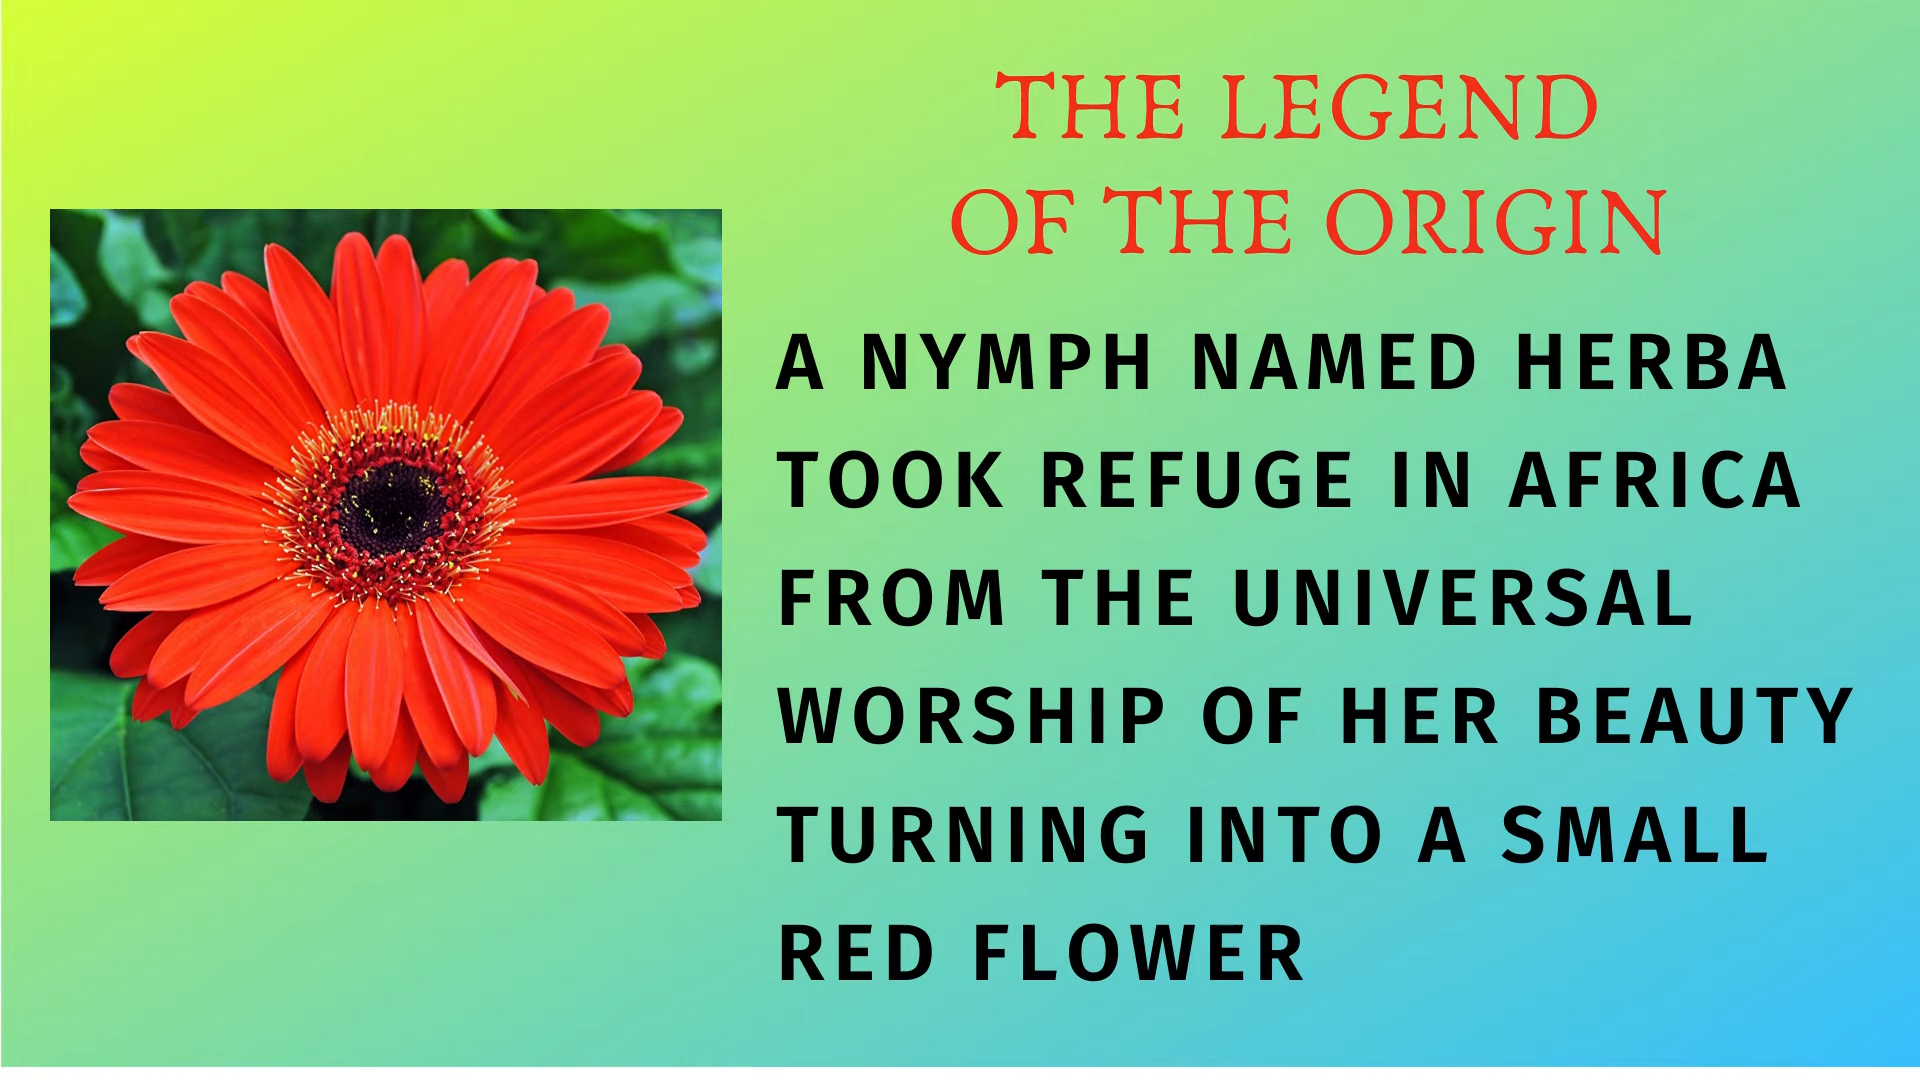 THE LEGEND
OF THE ORIGIN
A NYMPH NAMED HERBA
TOOK REFUGE IN AFRICA
FROM THE UNIVERSAL
WORSHIP OF HER BEAUTY
TURNING INTO A SMALL
RED FLOWER